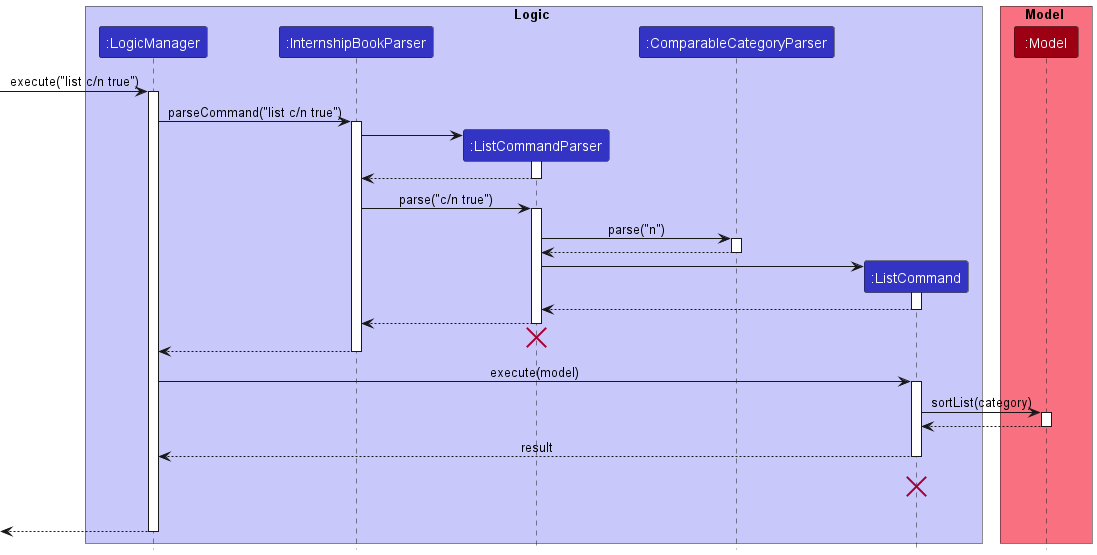 Logic
Model
:LogicManager
:InternshipBookParser
:ComparableCategoryParser
:Model
execute("list c/n true")
parseCommand("list c/n true")
:ListCommandParser
parse("c/n true")
parse("n")
:ListCommand
execute(model)
sortList(category)
result